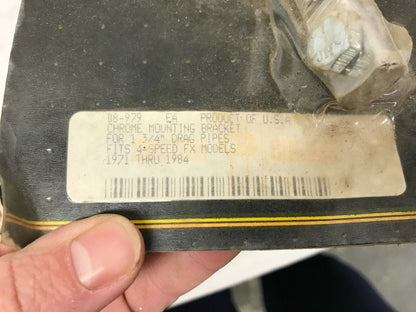 08-979 EA PRODUCT OF U.S.A
CHROME MOUNTING BRACKET
FOR 1 3/4" DRAG PIPES
FITS 4-SPEED FX MODELS
1971 THRU 1984